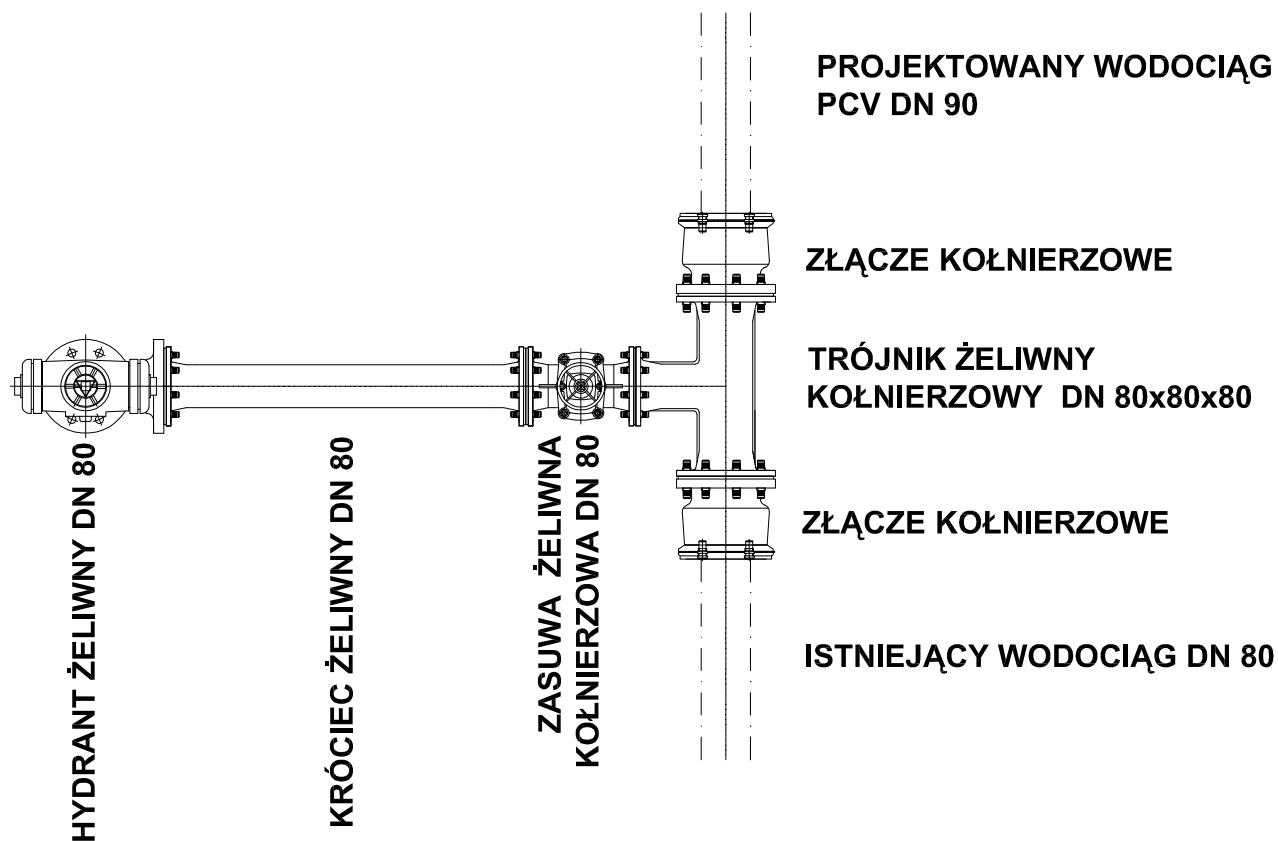 PROJEKTOWANY WODOCIĄG
PCV DN 90
ZŁĄCZE KOŁNIERZOWE
TRÓJNIK ŻELIWNY
KOŁNIERZOWY DN 80x80x80
ZŁĄCZE KOŁNIERZOWE
ISTNIEJĄCY WODOCIĄG DN 80
HYDRANT ŻELIWNY DN 80
KRÓCIEC ŻELIWNY DN 80
ZASUWA ŻELIWNA
KOŁNIERZOWA DN 80